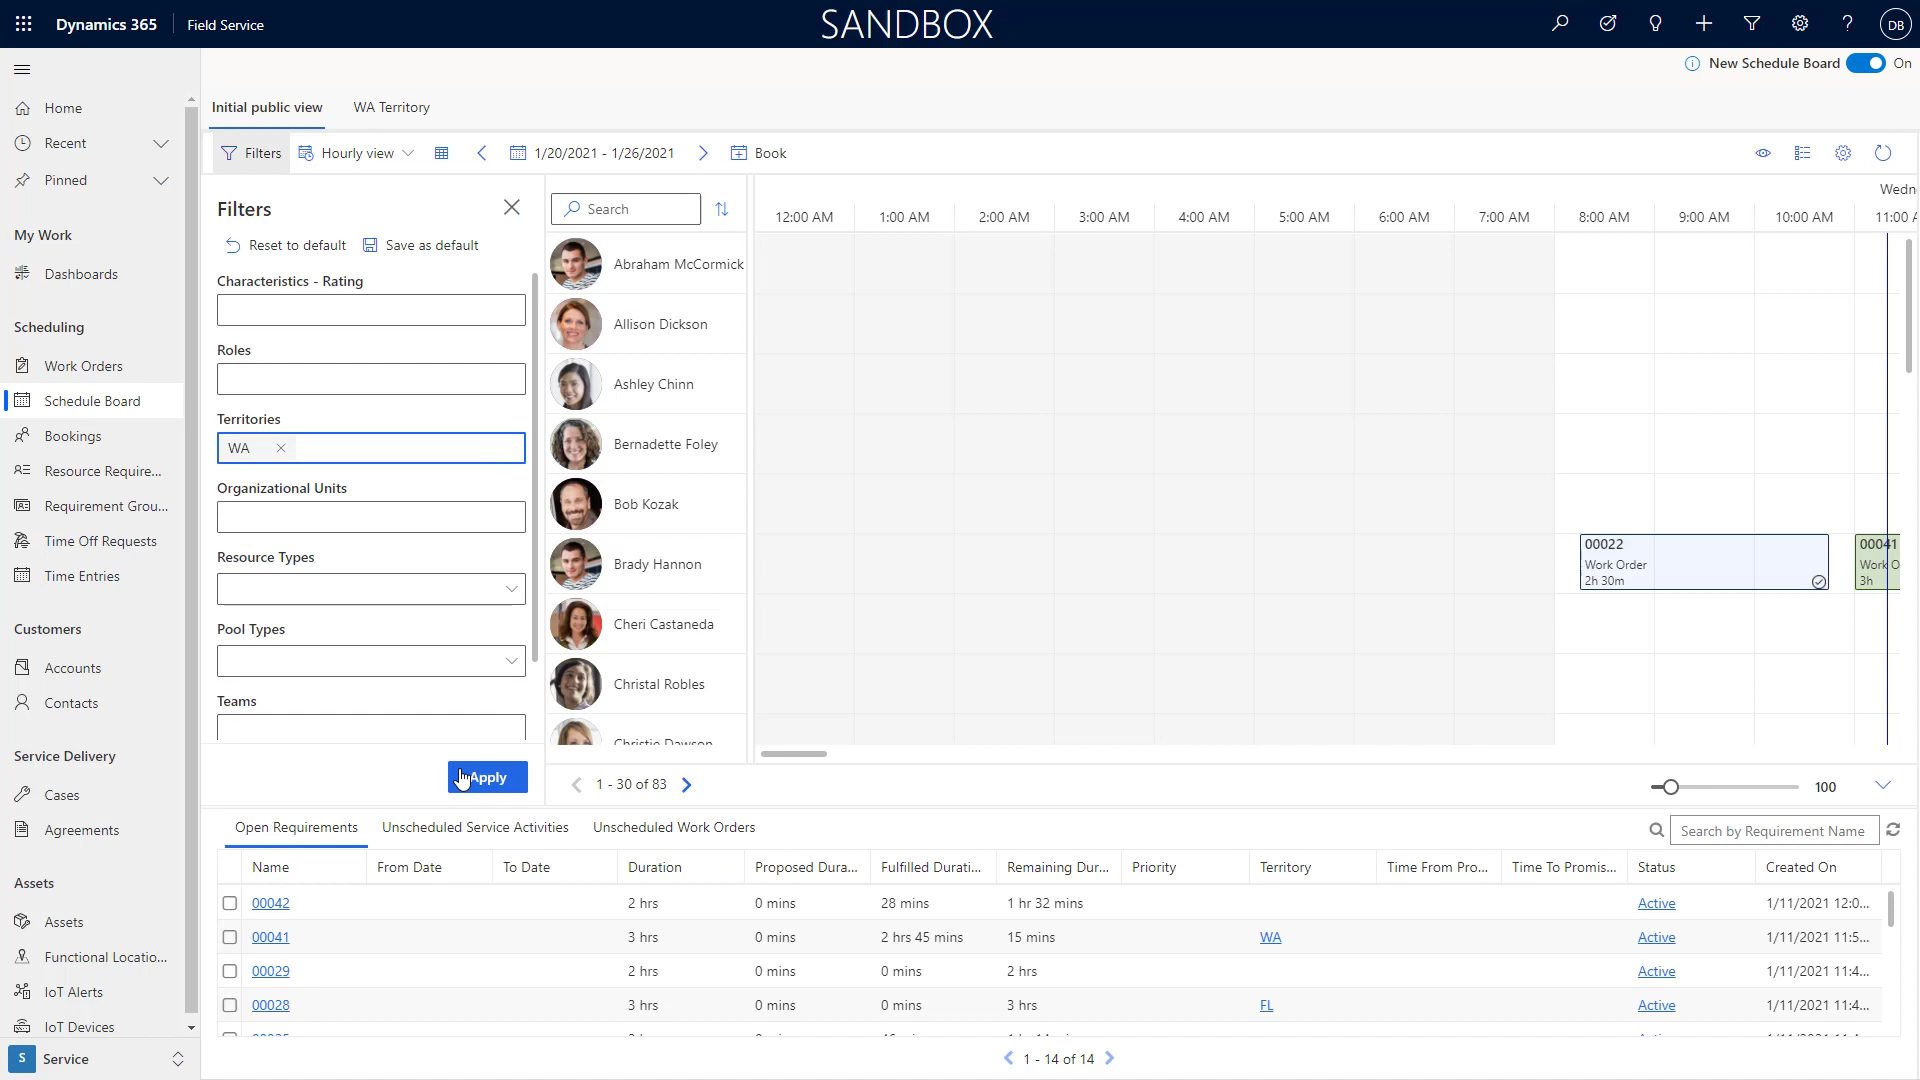 Dynamics 365
Field Service
SANDBOX
DB
New Schedule Board
On
Home
Recent
Pinned
My Work
Dashboards
Scheduling
Work Orders
Schedule Board
Bookings
Resource Require...
Requirement Grou...
Time Off Requests
Time Entries
Customers
Accounts
Contacts
Service Delivery
Cases
Agreements
Assets
Assets
Functional Locatio...
IoT Alerts
IoT Devices
S Service
Initial public view
WA Territory
Filters
Hourly view
1/20/2021 - 1/26/2021
Book
Filters
Reset to default
Save as default
Characteristics - Rating
Roles
Territories
WA
Organizational Units
Resource Types
Pool Types
Teams
Apply
Search
Wedn
12:00 AM 1:00 AM 2:00 AM 3:00 AM 4:00 AM 5:00 AM 6:00 AM 7:00 AM 8:00 AM 9:00 AM 10:00 AM 11:00 A
Abraham McCormick
Allison Dickson
Ashley Chinn
Bernadette Foley
Bob Kozak
Brady Hannon
Cheri Castaneda
Christal Robles
Christie Dawson
00022
Work Order
2h 30m
00041
Work O
3h
1 - 30 of 83
100
Open Requirements
Unscheduled Service Activities
Unscheduled Work Orders
Search by Requirement Name
Name From Date To Date Duration Proposed Dura... Fulfilled Durati... Remaining Dur... Priority Territory Time From Pro... Time To Promis... Status Created On
00042 2 hrs 0 mins 28 mins 1 hr 32 mins Active 1/11/2021 12:0...
00041 3 hrs 0 mins 2 hrs 45 mins 15 mins WA Active 1/11/2021 11:5...
00029 2 hrs 0 mins 0 mins 2 hrs Active 1/11/2021 11:4...
00028 3 hrs 0 mins 0 mins 3 hrs FL Active 1/11/2021 11:4...
1 - 14 of 14